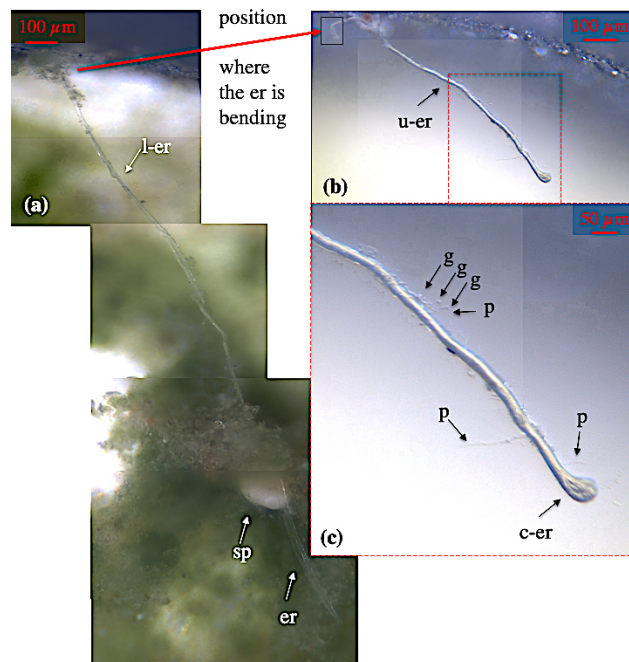 100 µm
position
where
the er is
bending
l-er
(a)
sp
er
100 µm
u-er
(b)
50 µm
g
g
g
p
p
p
c-er
(c)